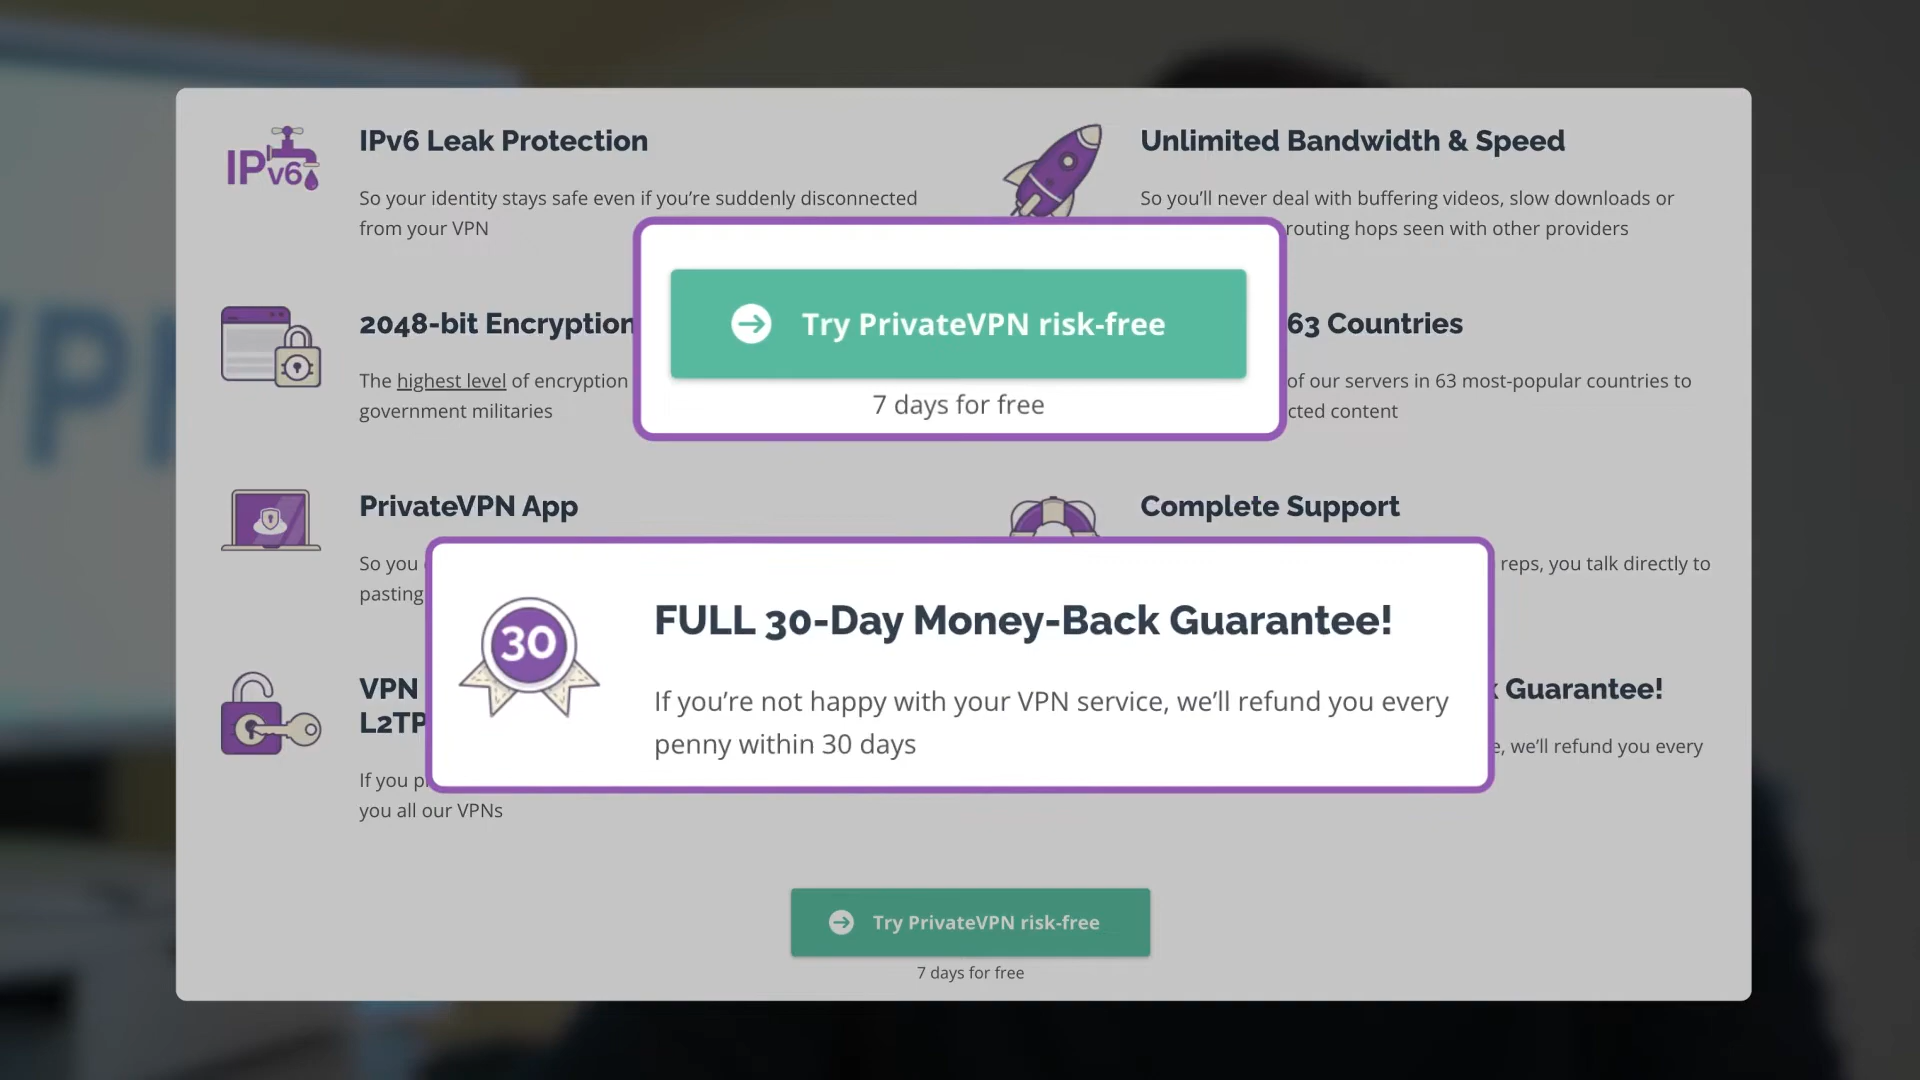 IPv6 Leak Protection
So your identity stays safe even if you’re suddenly disconnected
from your VPN
IPv6
Unlimited Bandwidth & Speed
So you’ll never deal with buffering videos, slow downloads or
routing hops seen with other providers
Try PrivateVPN risk-free
7 days for free
2048-bit Encryption
The highest level of encryption
government militaries
63 Countries
of our servers in 63 most-popular countries to
content
PrivateVPN App
So you
pasting
Complete Support
reps, you talk directly to
30
FULL 30-Day Money-Back Guarantee!
If you’re not happy with your VPN service, we’ll refund you every
penny within 30 days
VPN
L2TP
If you
you all our VPNs
Guarantee!
we’ll refund you every
Try PrivateVPN risk-free
7 days for free